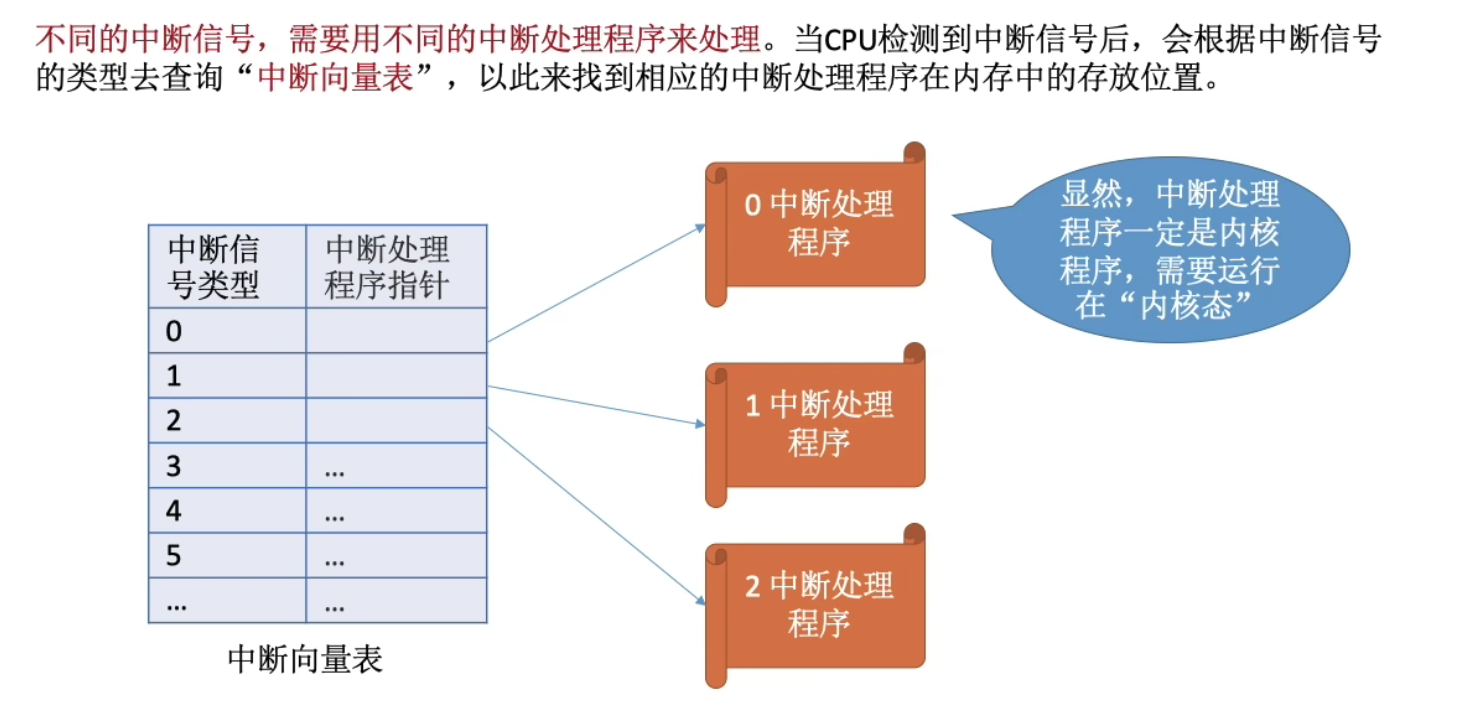 不同的中断信号，需要用不同的中断处理程序来处理。当CPU检测到中断信号后，会根据中断信号
的类型去查询“中断向量表”，以此来找到相应的中断处理程序在内存中的存放位置。
中断信
号类型
中断处理
程序指针
0
1
2
3
...
4
...
5
...
...
...
中断向量表
0 中断处理
程序
1 中断处理
程序
2 中断处理
程序
显然，中断处理
程序一定是内核
程序，需要运行
在“内核态”